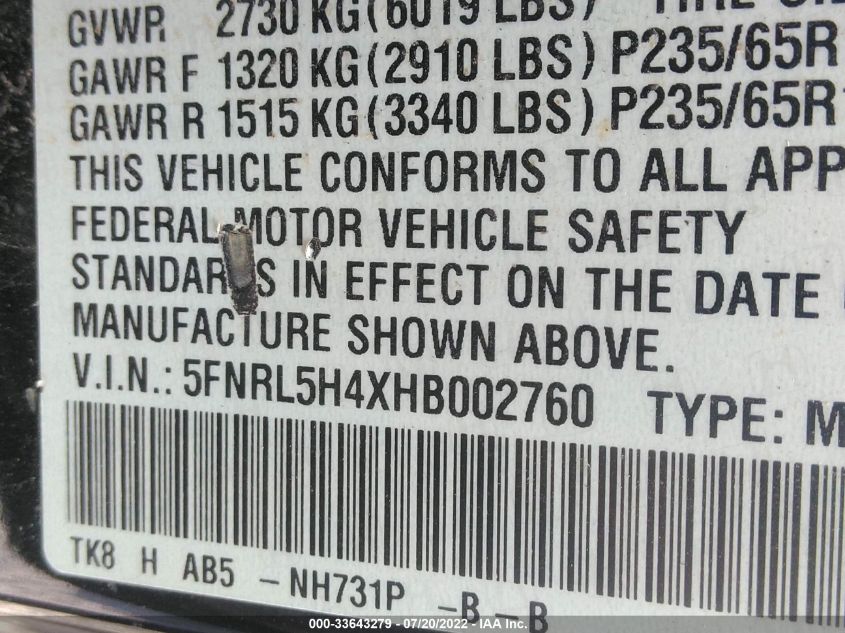 GVWR 2730 KG (6019 LBS)
GAWR F 1320 KG (2910 LBS) P235/65R
GAWR R 1515 KG (3340 LBS) P235/65R
THIS VEHICLE CONFORMS TO ALL APP
FEDERAL MOTOR VEHICLE SAFETY
STANDARDS IN EFFECT ON THE DATE
MANUFACTURE SHOWN ABOVE.
V.I.N.: 5FNRL5H4XHB002760 TYPE: M
TK8 H AB5 -NH731P -B -B
000-33643279 - 07/20/2022 - IAA Inc.